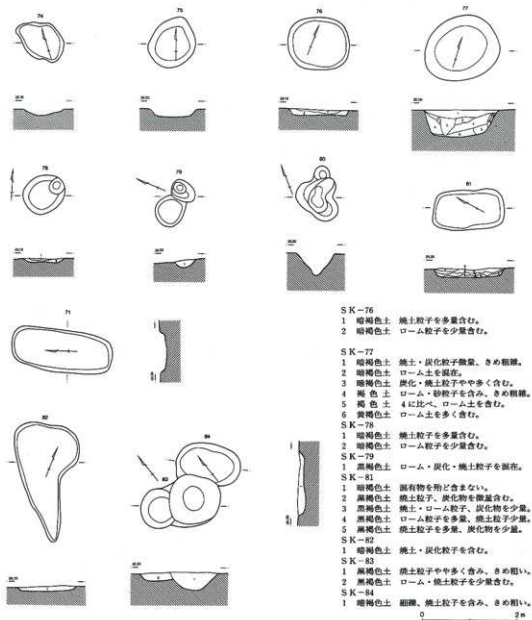 74
75
76
77
78
79
80
81
71
82
83
84
SK-76
1 暗褐色土 焼土粒子を多量含む。
2 暗褐色土 ローム粒子を少量含む。
SK-77
1 暗褐色土 焼土・炭化粒子微量、きめ粗雑。
2 暗褐色土 ローム土を混在。
3 暗褐色土 炭化・焼土粒子やや多く含む。
4 褐色土 ローム・砂粒子を含み、きめ粗雑。
5 褐色土 4に比べ、ローム土を含む。
6 黄褐色土 ローム土を多く含む。
SK-78
1 暗褐色土 焼土粒子を多量含む。
2 暗褐色土 ローム粒子を少量含む。
SK-79
1 黒褐色土 ローム・炭化・焼土粒子を混在。
SK-81
1 暗褐色土 混有物を殆ど含まない。
2 黒褐色土 焼土粒子、炭化物を微量含む。
3 黒褐色土 焼土・ローム粒子、炭化物を少量。
4 黒褐色土 ローム粒子を多量、焼土粒子少量。
5 黒褐色土 焼土粒子を多量、炭化物を少量。
SK-82
1 暗褐色土 焼土・炭化粒子を含む。
SK-83
1 黒褐色土 焼土粒子やや多く含み、きめ粗い。
2 黒褐色土 ローム・焼土粒子を少量含む。
SK-84
1 暗褐色土 細礫、焼土粒子を含み、きめ粗い。
0 2m